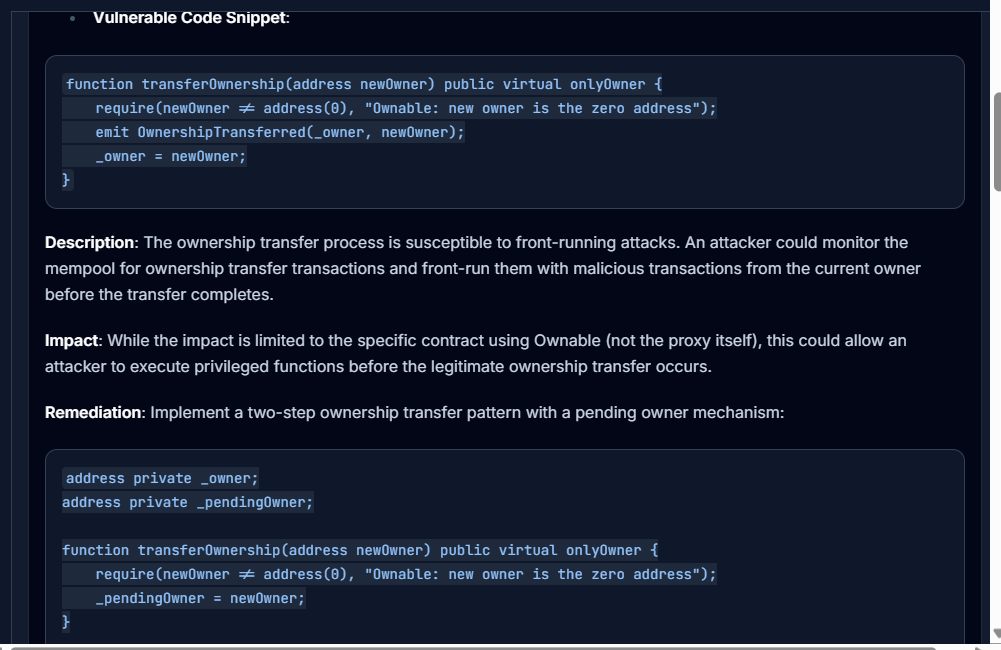 • Vulnerable Code Snippet:
function transferOwnership(address newOwner) public virtual onlyOwner {
    require(newOwner != address(0), "Ownable: new owner is the zero address");
    emit OwnershipTransferred(_owner, newOwner);
    _owner = newOwner;
}
Description: The ownership transfer process is susceptible to front-running attacks. An attacker could monitor the
mempool for ownership transfer transactions and front-run them with malicious transactions from the current owner
before the transfer completes.
Impact: While the impact is limited to the specific contract using Ownable (not the proxy itself), this could allow an
attacker to execute privileged functions before the legitimate ownership transfer occurs.
Remediation: Implement a two-step ownership transfer pattern with a pending owner mechanism:
address private _owner;
address private _pendingOwner;
function transferOwnership(address newOwner) public virtual onlyOwner {
    require(newOwner != address(0), "Ownable: new owner is the zero address");
    _pendingOwner = newOwner;
}